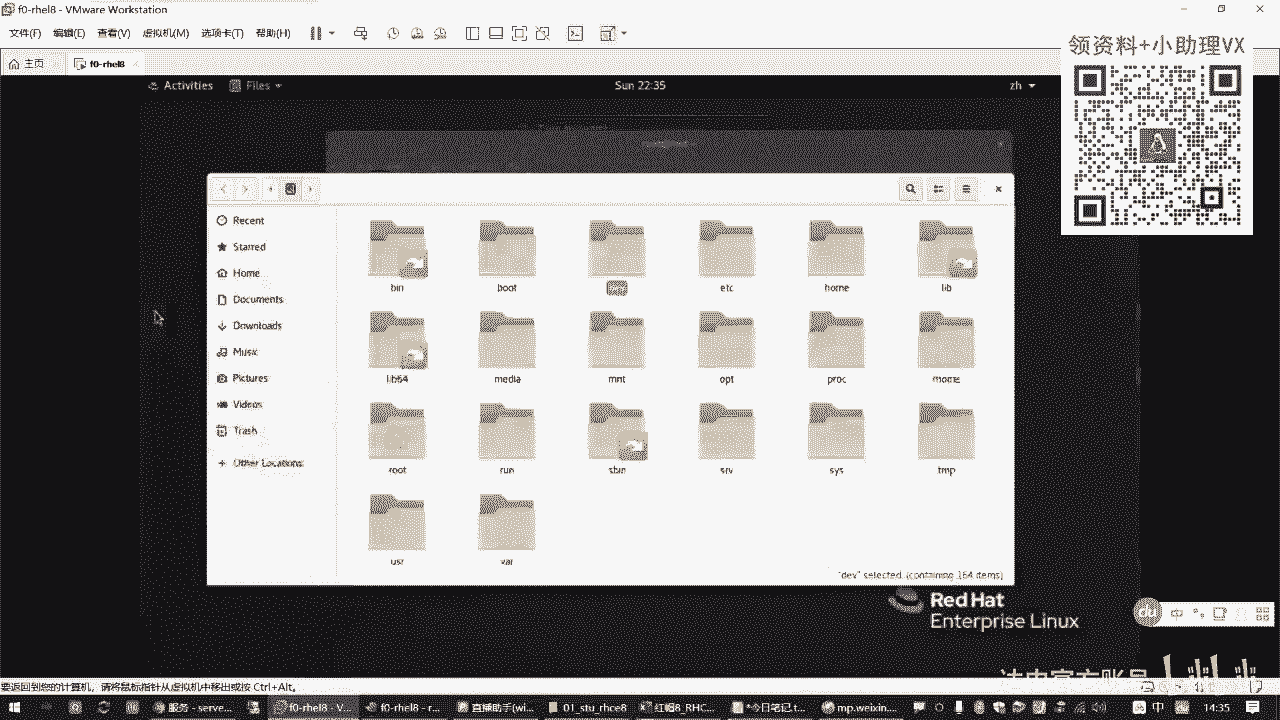 f0-rhel8 - VMware Workstation
文件(F) 编辑(E) 查看(V) 虚拟机(M) 选项卡(T) 帮助(H)
领资料+小助理VX
主页 f0-rhel8
Activities Files Sun 22:35 zh
Recent
Starred
Home
Documents
Downloads
Music
Pictures
Videos
Trash
Other Locations
bin boot etc home lib
lib64 media mnt opt proc
root run sbin srv sys tmp
usr var
"dev" selected (containing 164 items)
Red Hat
Enterprise Linux
du 中
要返回到您的计算机，请将鼠标指针从虚拟机中移出或按 Ctrl+Alt。
服务 - serve... f0-rhel8 - V... f0-rhel8 - r... 直播助手(wi... 01_stu_rhce8 红帽8_RHC... *今日笔记.t... mp.weixin.... 中 14:35